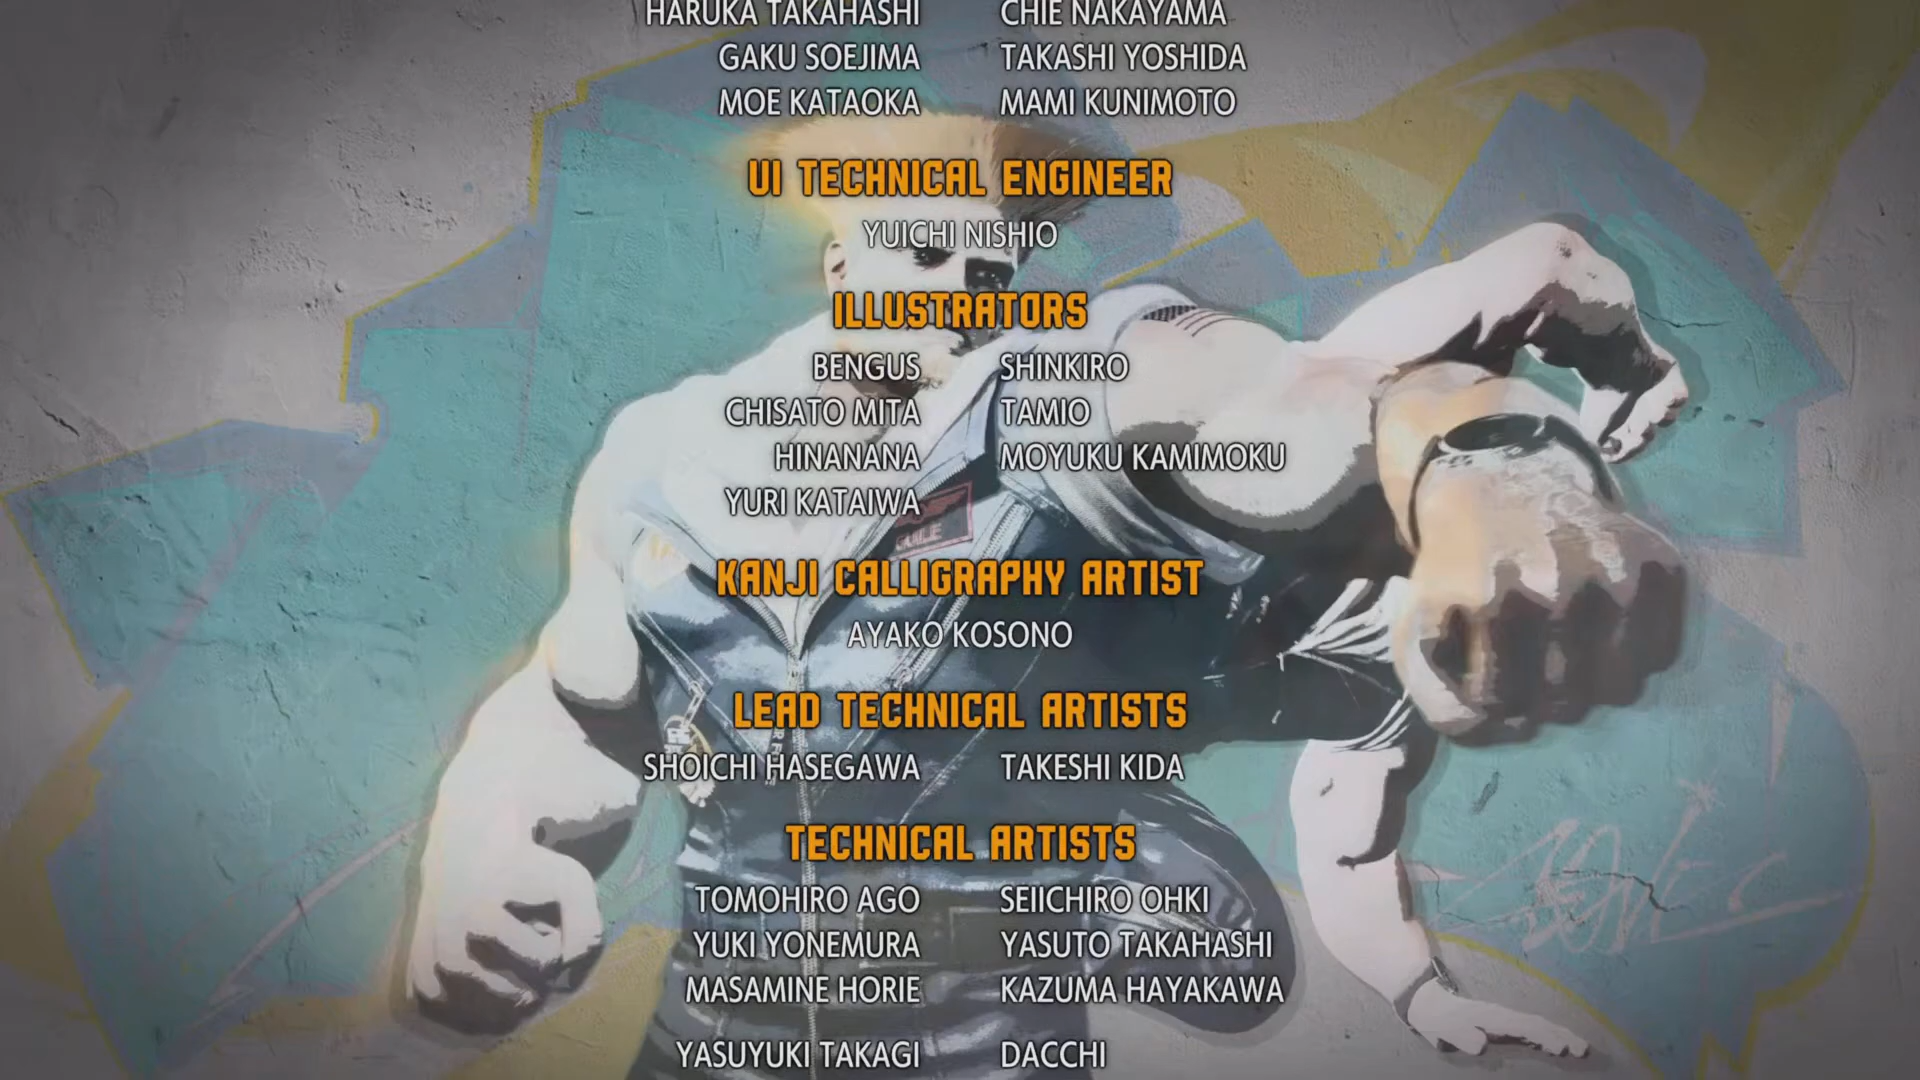 HARUKA TAKAHASHI CHIE NAKAYAMA
GAKU SOEJIMA TAKASHI YOSHIDA
MOE KATAOKA MAMI KUNIMOTO
UI TECHNICAL ENGINEER
YUICHI NISHIO
ILLUSTRATORS
BENGUS SHINKIRO
CHISATO MITA TAMIO
HINANANA MOYUKU KAMIMOKU
YURI KATAIWA
GUILE
KANJI CALLIGRAPHY ARTIST
AYAKO KOSONO
LEAD TECHNICAL ARTISTS
SHOICHI HASEGAWA TAKESHI KIDA
TECHNICAL ARTISTS
TOMOHIRO AGO SEIICHIRO OHKI
YUKI YONEMURA YASUTO TAKAHASHI
MASAMINE HORIE KAZUMA HAYAKAWA
YASUYUKI TAKAGI DACCHI